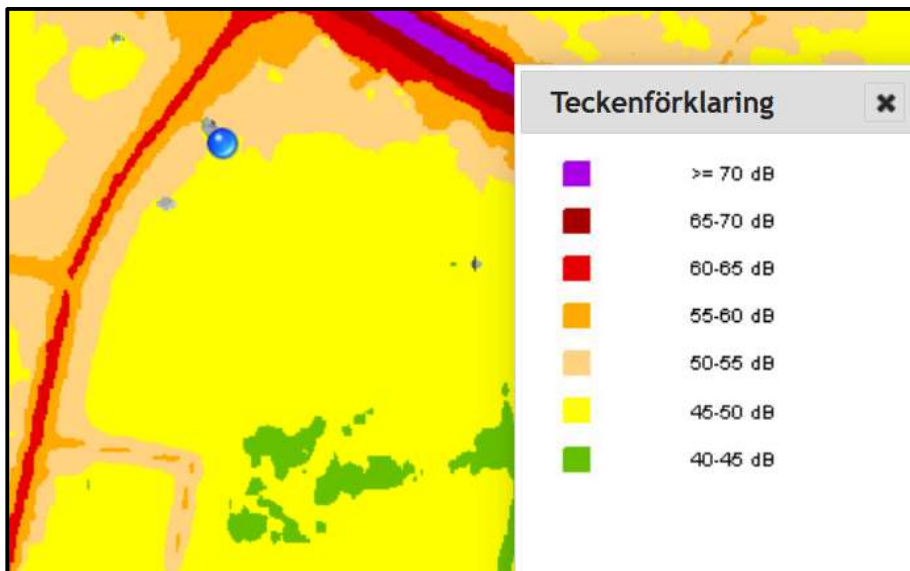 Teckenförklaring
>= 70 dB
65-70 dB
60-65 dB
55-60 dB
50-55 dB
45-50 dB
40-45 dB